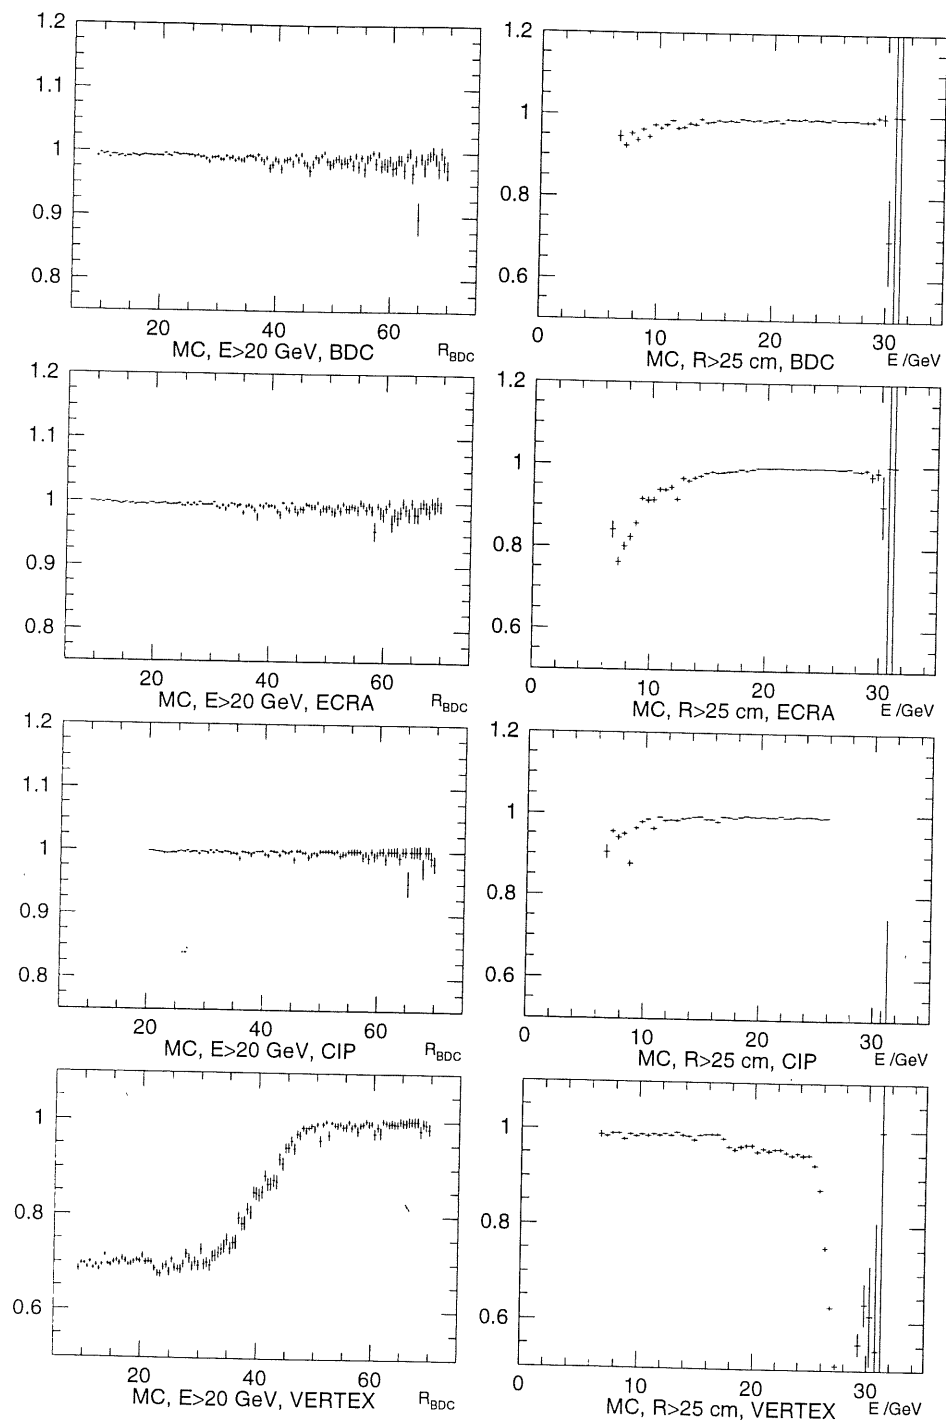 1.2
1.1
1
0.9
0.8
20 40 60
MC, E>20 GeV, BDC R_BDC
1.2
1
0.8
0.6
0 10 20 30
MC, R>25 cm, BDC E /GeV
1.2
1.1
1
0.9
0.8
20 40 60
MC, E>20 GeV, ECRA R_BDC
1.2
1
0.8
0.6
0 10 20 30
MC, R>25 cm, ECRA E /GeV
1.2
1.1
1
0.9
0.8
20 40 60
MC, E>20 GeV, CIP R_BDC
1.2
1
0.8
0.6
0 10 20 30
MC, R>25 cm, CIP E /GeV
1
0.8
0.6
20 40 60
MC, E>20 GeV, VERTEX R_BDC
1
0.8
0.6
0 10 20 30
MC, R>25 cm, VERTEX E /GeV